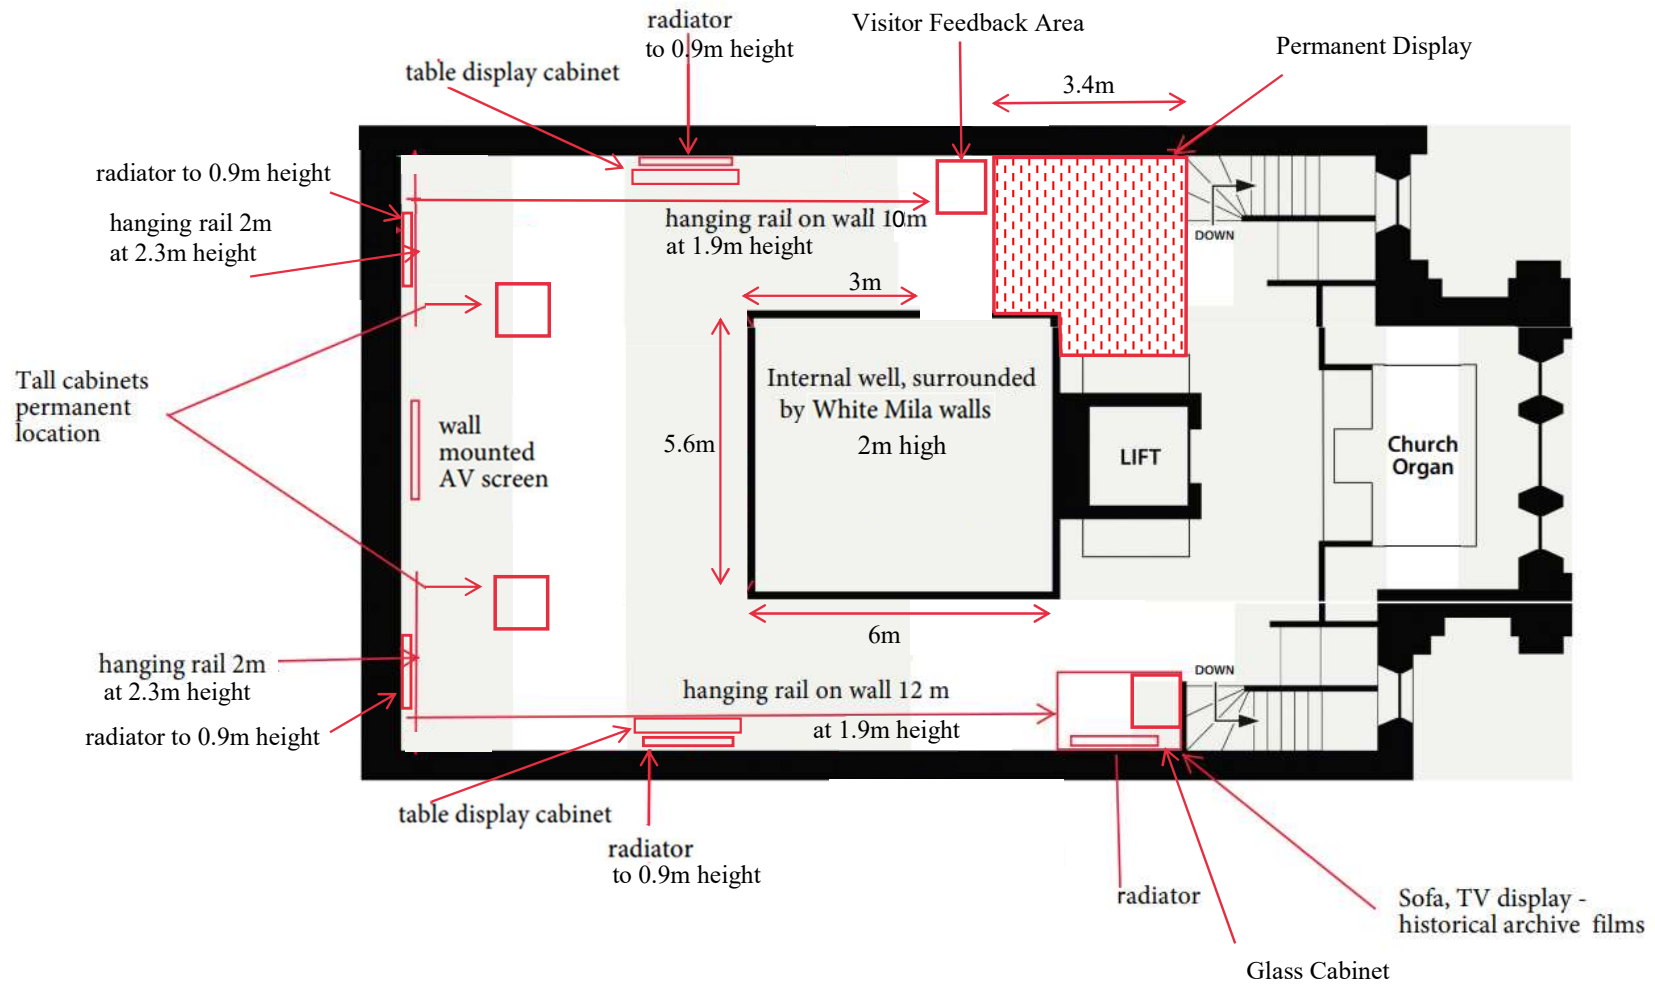 radiator
to 0.9m height
Visitor Feedback Area
Permanent Display
table display cabinet
3.4m
radiator to 0.9m height
hanging rail 2m
at 2.3m height
hanging rail on wall 10m
at 1.9m height
DOWN
3m
Tall cabinets
permanent
location
wall
mounted
AV screen
Internal well, surrounded
by White Mila walls
2m high
5.6m
LIFT
Church
Organ
6m
hanging rail 2m
at 2.3m height
radiator to 0.9m height
hanging rail on wall 12 m
at 1.9m height
DOWN
table display cabinet
radiator
to 0.9m height
radiator
Sofa, TV display -
historical archive films
Glass Cabinet